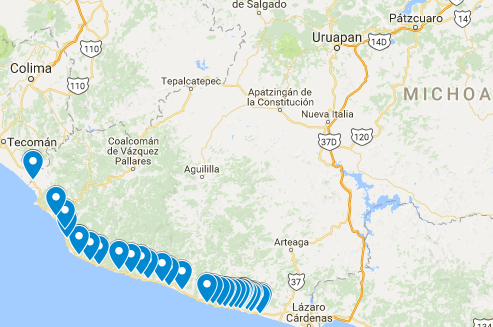 de Salgado
Pátzcuaro
14
14D
Uruapan
37
110
Colima
110
Tepalcatepec
Apatzingán de
la Constitución
MICHOA
Nueva Italia
120
37D
Tecomán
Coalcomán
de Vázquez
Pallares
Aguililla
Arteaga
37
Lázaro
Cárdenas